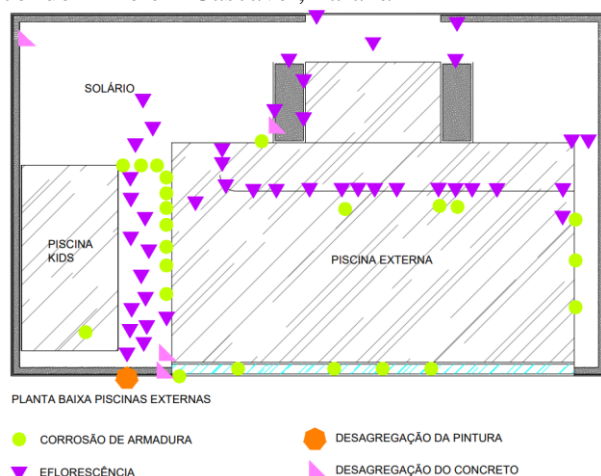 SOLÁRIO
PISCINA
KIDS
PISCINA EXTERNA
PLANTA BAIXA PISCINAS EXTERNAS
CORROSÃO DE ARMADURA
DESAGREGAÇÃO DA PINTURA
EFLORESCÊNCIA
DESAGREGAÇÃO DO CONCRETO